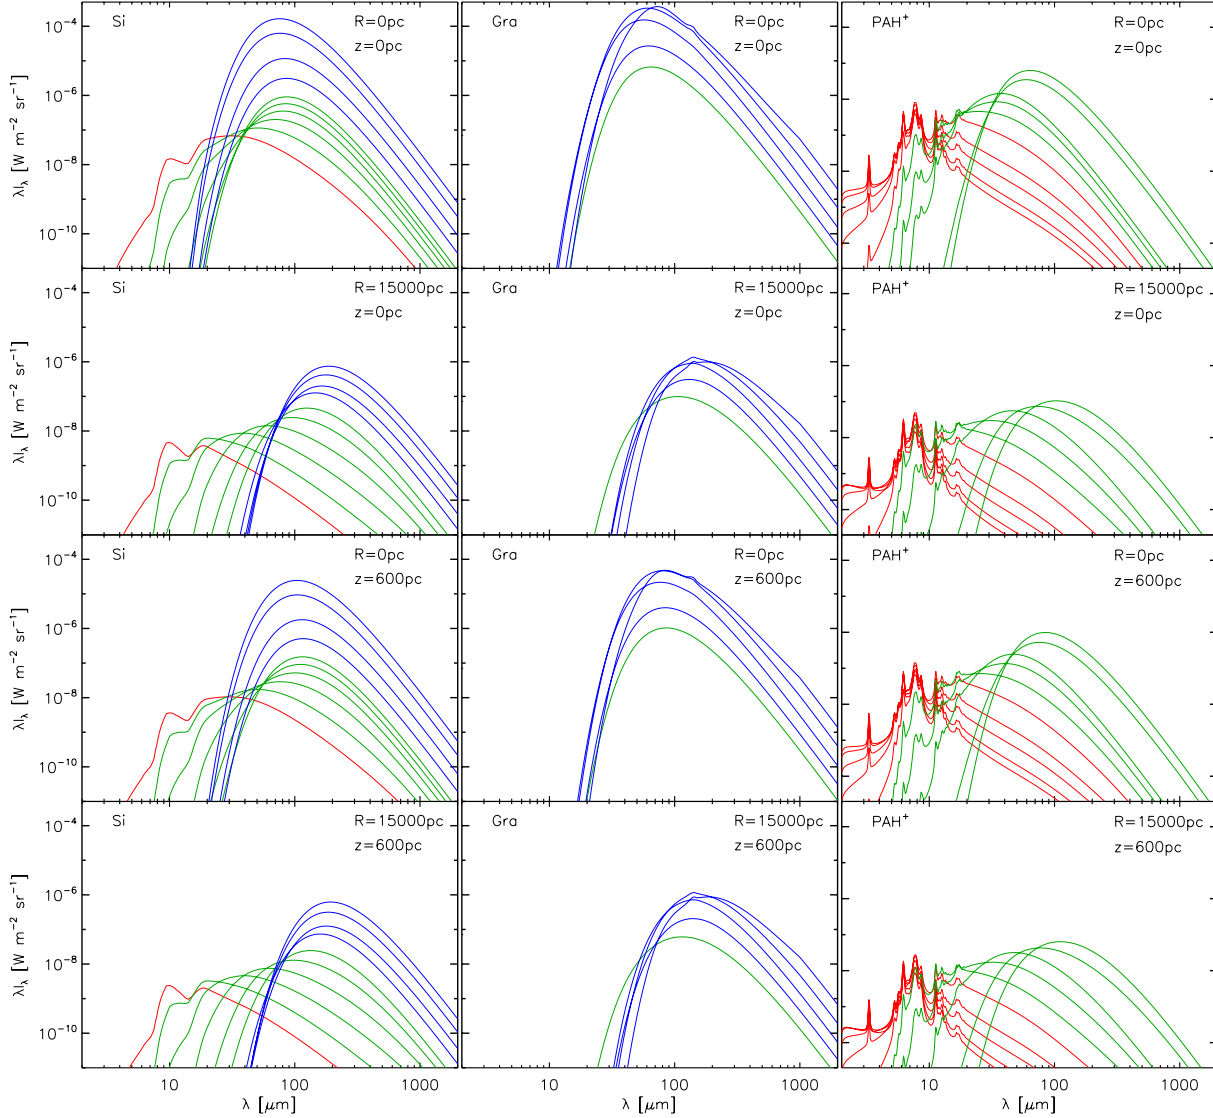 Si
R=0pc
z=0pc
Gra
R=0pc
z=0pc
PAH⁺
R=0pc
z=0pc
λI_λ [W m⁻² sr⁻¹]
10⁻⁴
10⁻⁶
10⁻⁸
10⁻¹⁰
Si
R=15000pc
z=0pc
Gra
R=15000pc
z=0pc
PAH⁺
R=15000pc
z=0pc
λI_λ [W m⁻² sr⁻¹]
10⁻⁴
10⁻⁶
10⁻⁸
10⁻¹⁰
Si
R=0pc
z=600pc
Gra
R=0pc
z=600pc
PAH⁺
R=0pc
z=600pc
λI_λ [W m⁻² sr⁻¹]
10⁻⁴
10⁻⁶
10⁻⁸
10⁻¹⁰
Si
R=15000pc
z=600pc
Gra
R=15000pc
z=600pc
PAH⁺
R=15000pc
z=600pc
λI_λ [W m⁻² sr⁻¹]
10⁻⁴
10⁻⁶
10⁻⁸
10⁻¹⁰
10 100 1000
10 100 1000
10 100 1000
λ [μm]
λ [μm]
λ [μm]